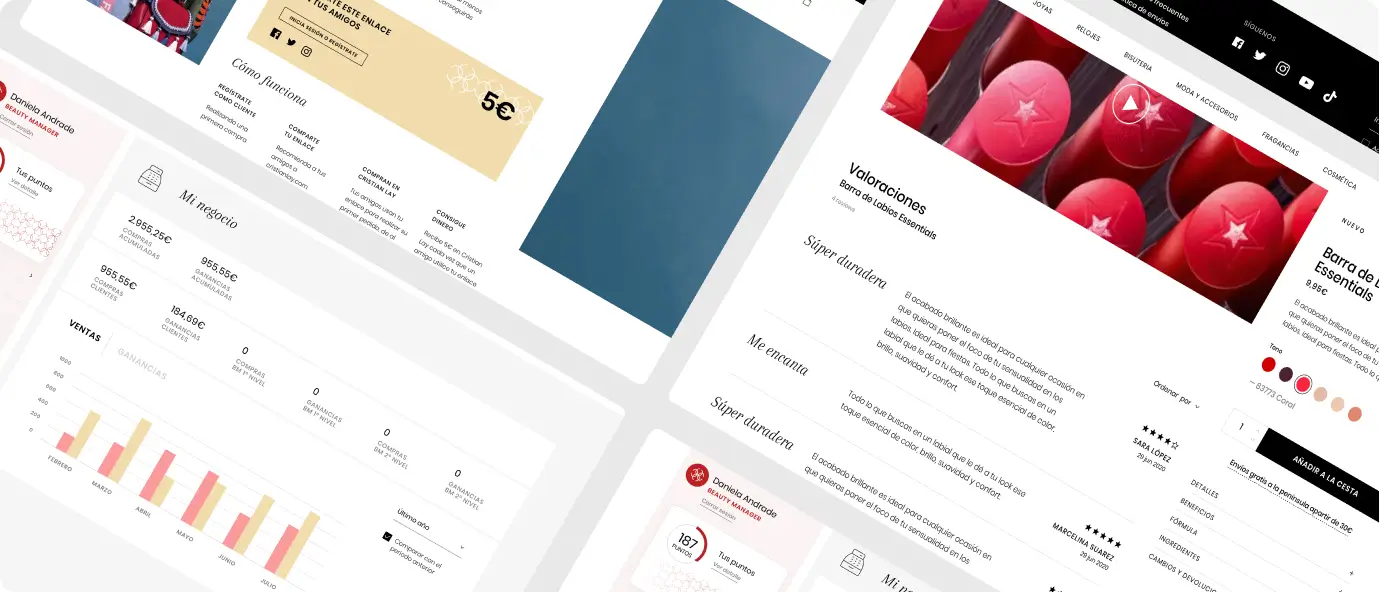 TE ESTE ENLACE
TUS AMIGOS
INICIA SESIÓN O REGÍSTRATE
5€
Cómo funciona
REGÍSTRATE
COMO CLIENTE
Realizando una
primera compra
COMPARTE
TU ENLACE
Recomienda a tus
amigos a
cristianlay.com
COMPRAN EN
CRISTIAN LAY
Tus amigos usan tu
enlace para realizar su
primer pedido, de al
CONSIGUE
DINERO
Recibe 5€ en Cristian
Lay cada vez que un
amigo utilice tu enlace
Daniela Andrade
BEAUTY MANAGER
Cerrar sesión
Tus puntos
Ver detalle
Mi negocio
2.955,25€
COMPRAS
ACUMULADAS
955,55€
GANANCIAS
ACUMULADAS
955,55€
COMPRAS
CLIENTES
184,69€
GANANCIAS
CLIENTES
0
COMPRAS
BM 1º NIVEL
0
GANANCIAS
BM 1º NIVEL
0
COMPRAS
BM 2º NIVEL
0
GANANCIAS
BM 2º NIVEL
VENTAS
GANANCIAS
1000
800
600
400
200
0
FEBRERO
MARZO
ABRIL
MAYO
JUNIO
JULIO
Último año
Comparar con el
periodo anterior
frecuentes
ítica de envíos
SÍGUENOS
JOYAS
RELOJES
BISUTERIA
MODA Y ACCESORIOS
FRAGANCIAS
COSMÉTICA
Valoraciones
Barra de Labios Essentials
4 reviews
Ordenar por
Súper duradera
El acabado brillante es ideal para cualquier ocasión en
que quieras poner el foco de tu sensualidad en los
labios. Ideal para fiestas. Todo lo que buscas en un
labial que le dé a tu look ese toque esencial de color,
brillo, suavidad y confort.
SARA LÓPEZ
29 jun 2020
Me encanta
Todo lo que buscas en un labial que le dé a tu look ese
toque esencial de color, brillo, suavidad y confort.
MARCELINA SUAREZ
29 jun 2020
Súper duradera
El acabado brillante es ideal para cualquier ocasión en
que quieras poner el foco de tu sensualidad en los
NUEVO
Barra de L
Essentials
9,95€
El acabado brillante es ideal p
que quieras poner el foco de
labios. Ideal para fiestas. Todo
Tono
— 83773 Coral
1
AÑADIR A LA CESTA
Envíos gratis a la península a partir de 30€
DETALLES
BENEFICIOS
FÓRMULA
INGREDIENTES
CAMBIOS Y DEVOLUCIO
Daniela Andrade
BEAUTY MANAGER
Cerrar sesión
187
PUNTOS
Tus puntos
Ver detalle
Mi ne